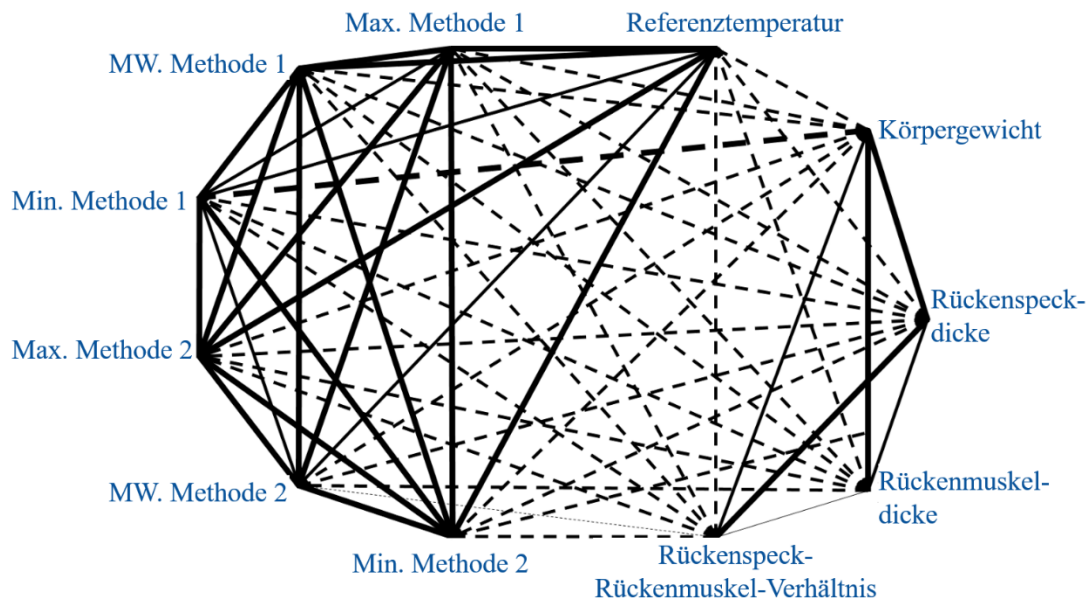 Max. Methode 1
Referenztemperatur
MW. Methode 1
Körpergewicht
Min. Methode 1
Rückenspeck-
dicke
Max. Methode 2
MW. Methode 2
Rückenmuskel-
dicke
Min. Methode 2
Rückenspeck-
Rückenmuskel-Verhältnis